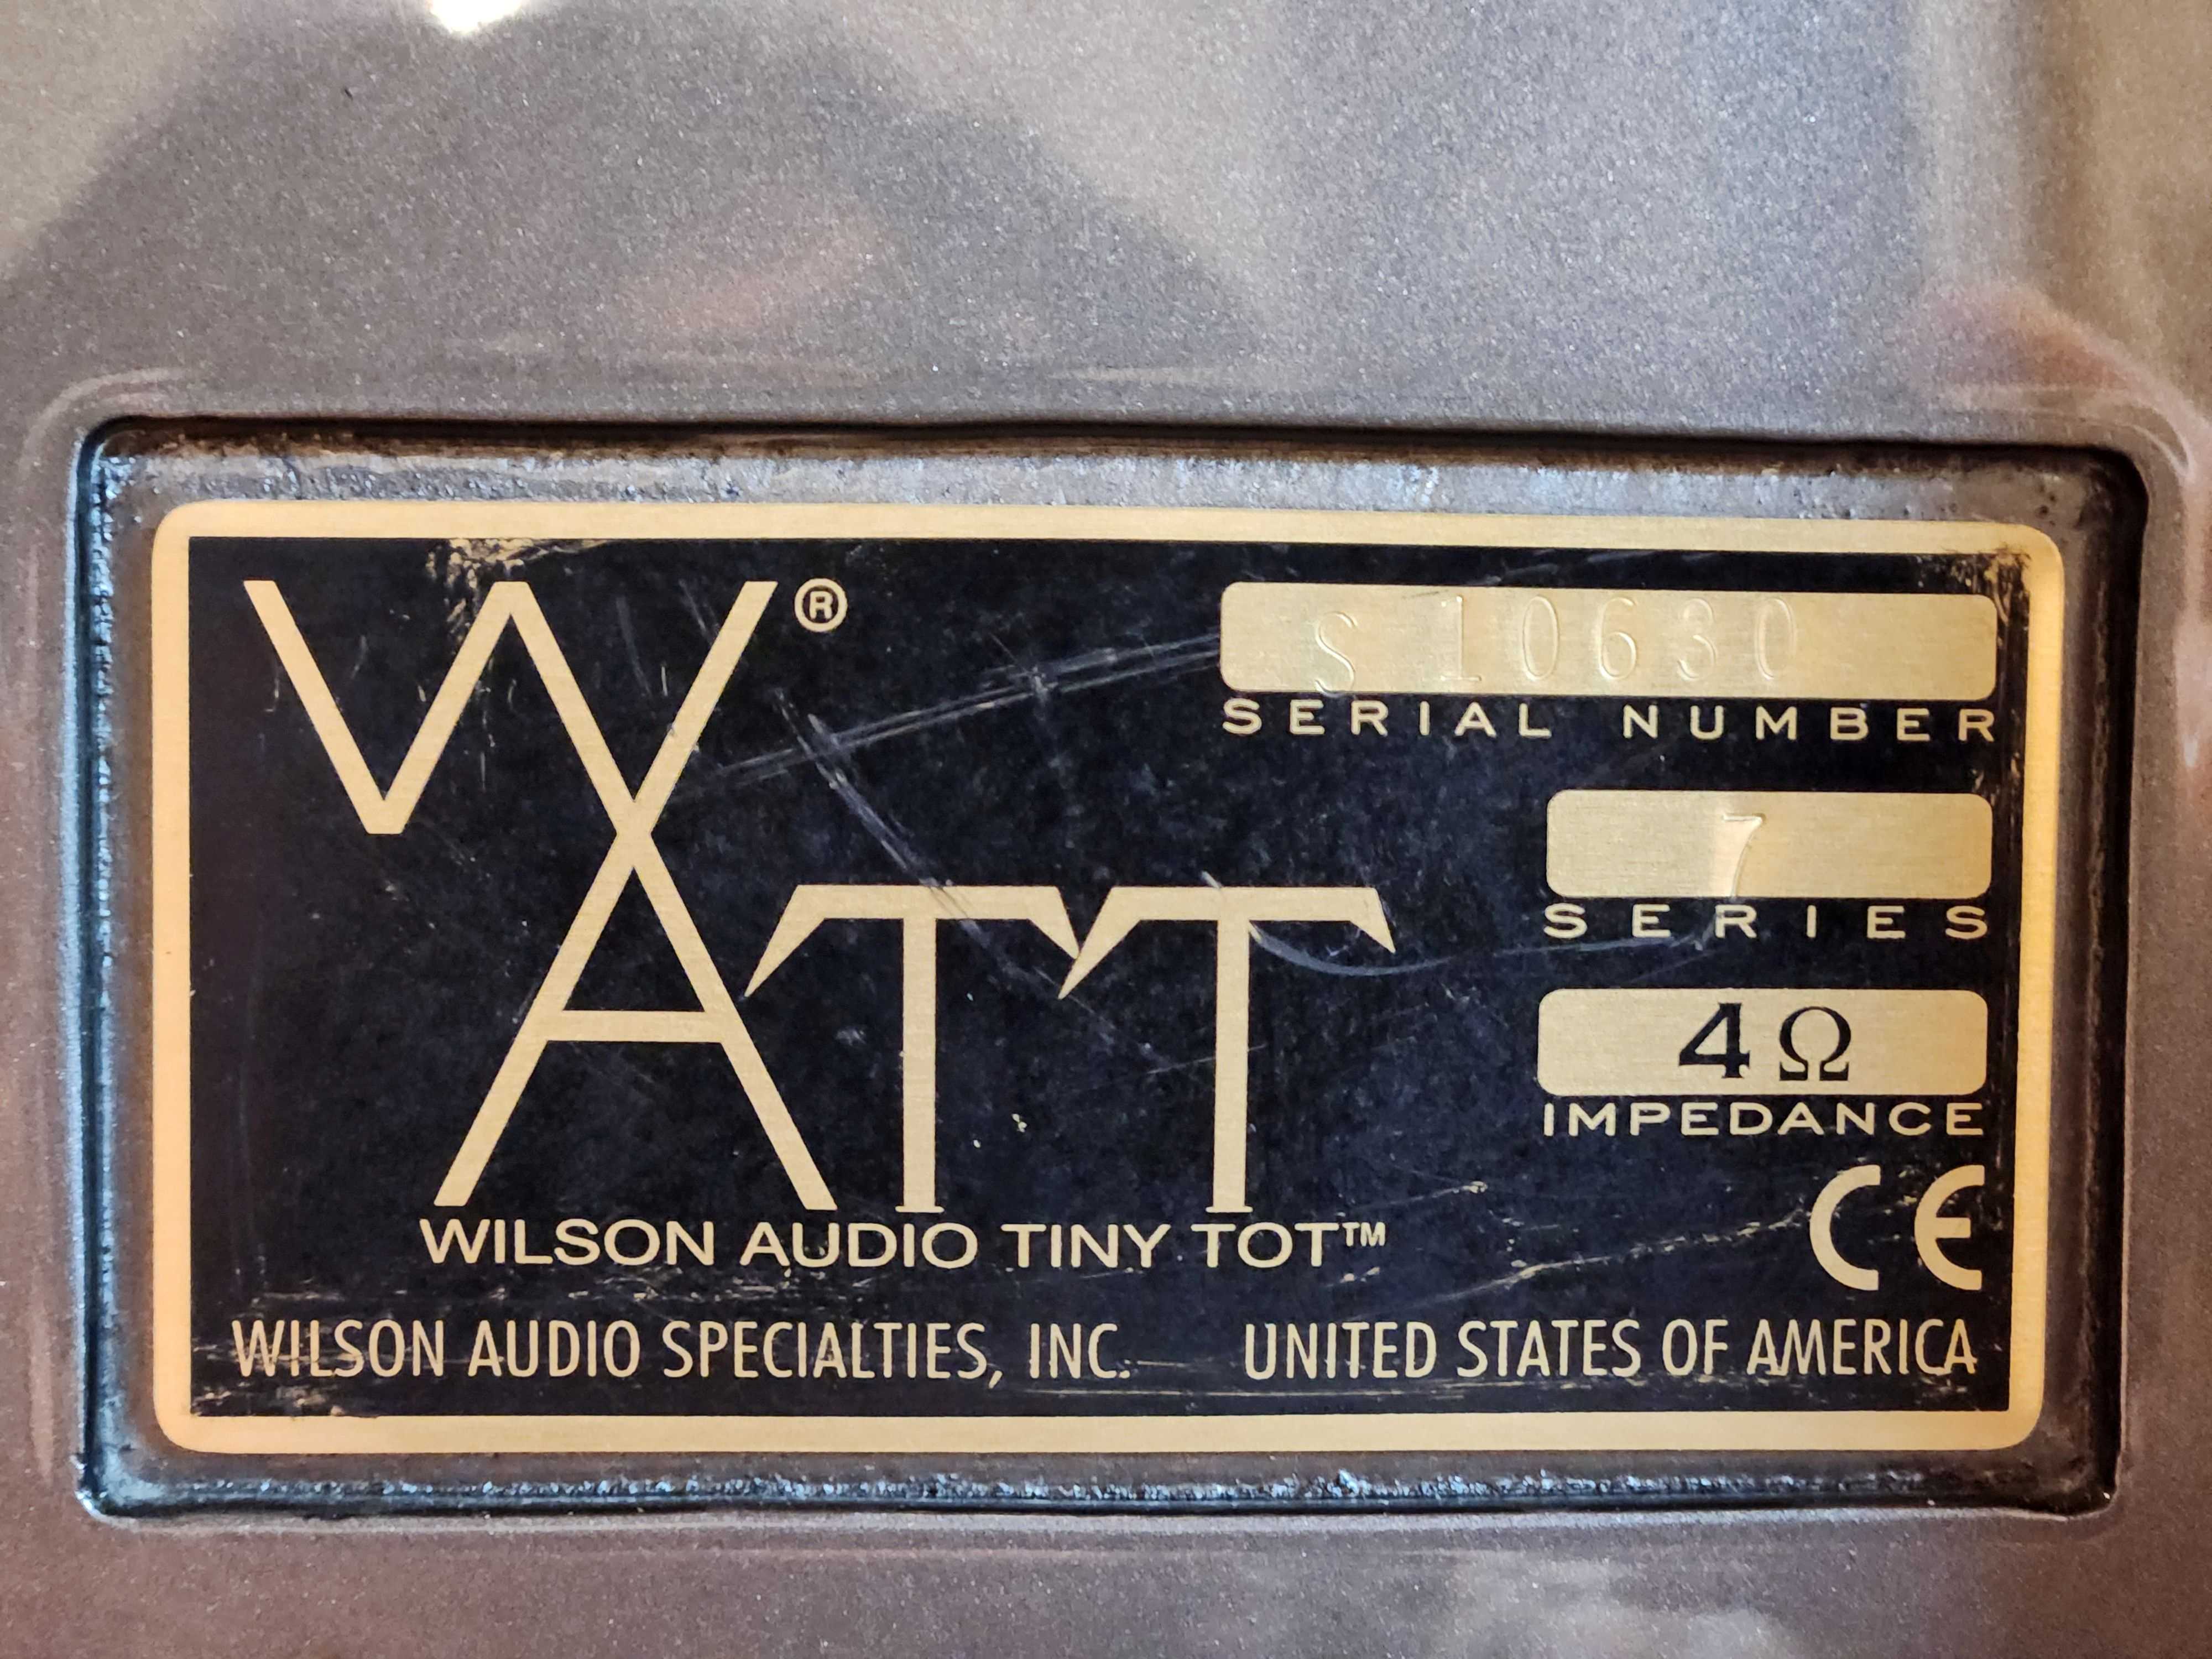 WATT®
S 10630
SERIAL NUMBER
7
SERIES
4 Ω
IMPEDANCE
CE
WILSON AUDIO TINY TOT™
WILSON AUDIO SPECIALTIES, INC. UNITED STATES OF AMERICA